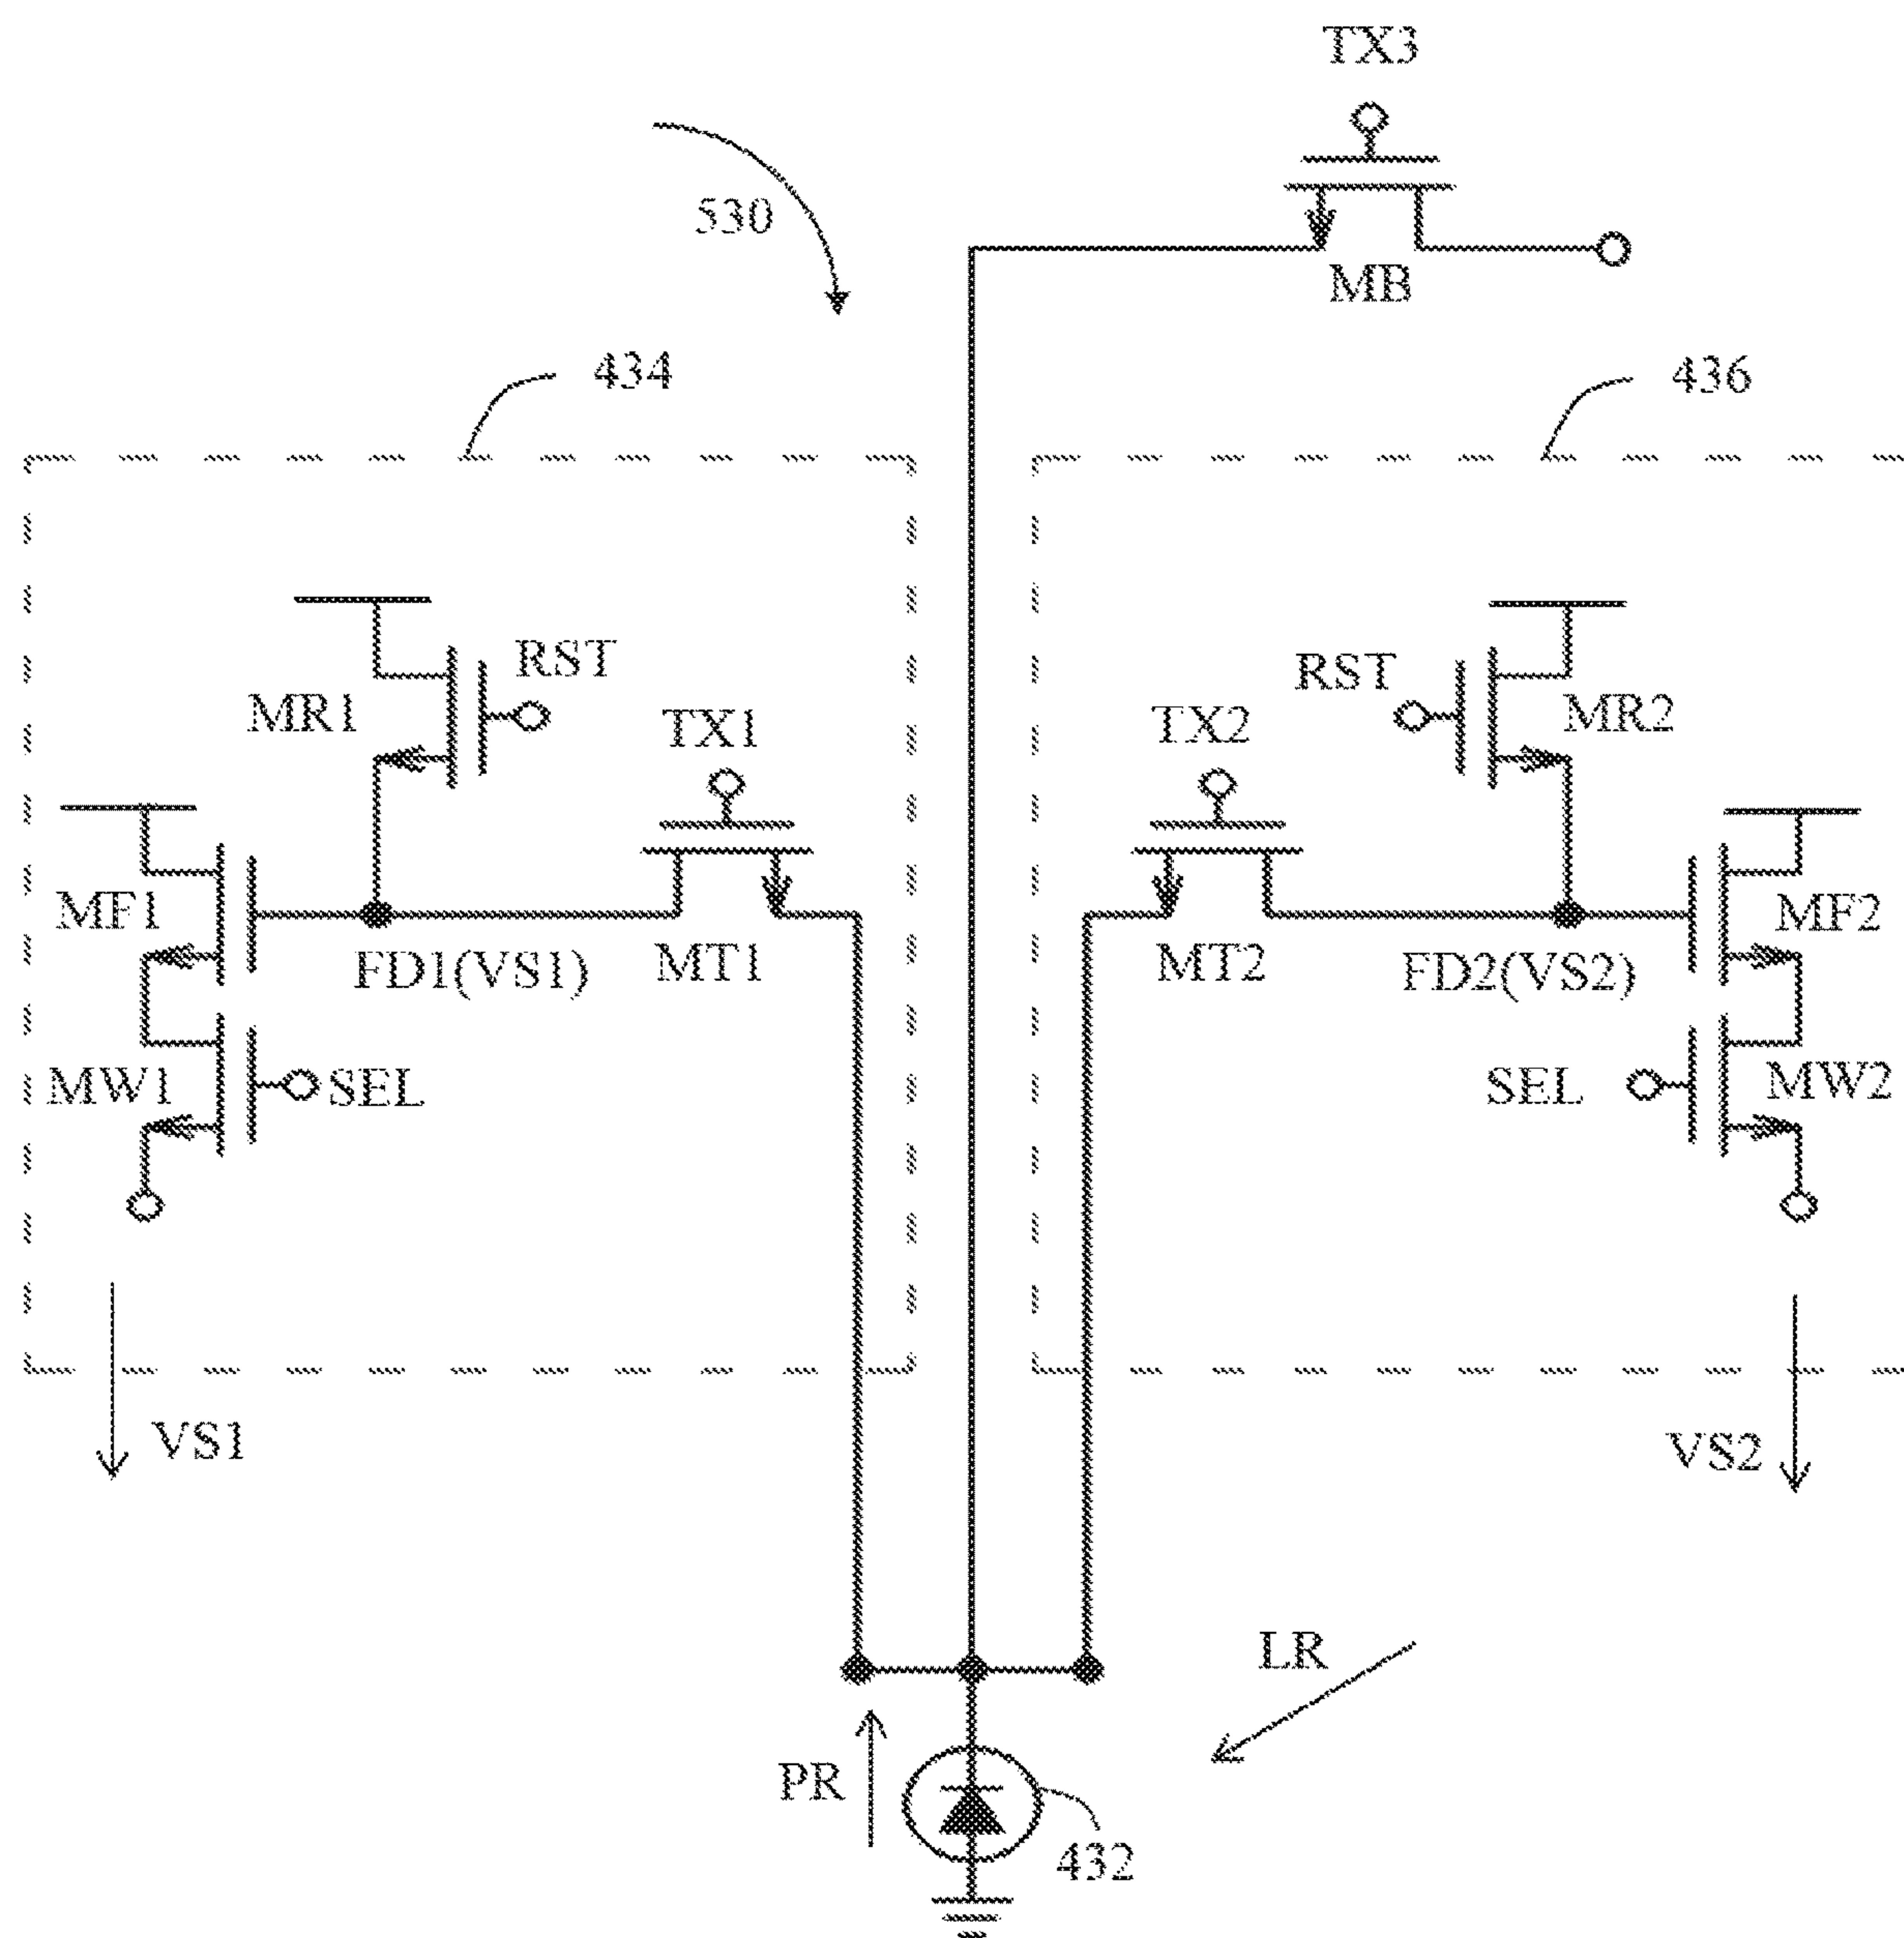 TX3
530
MB
434
436
RST
MR1
TX1
RST
MR2
TX2
MF1
FD1(VS1)
MT1
MT2
FD2(VS2)
MF2
MW1
SEL
SEL
MW2
VS1
VS2
LR
PR
432